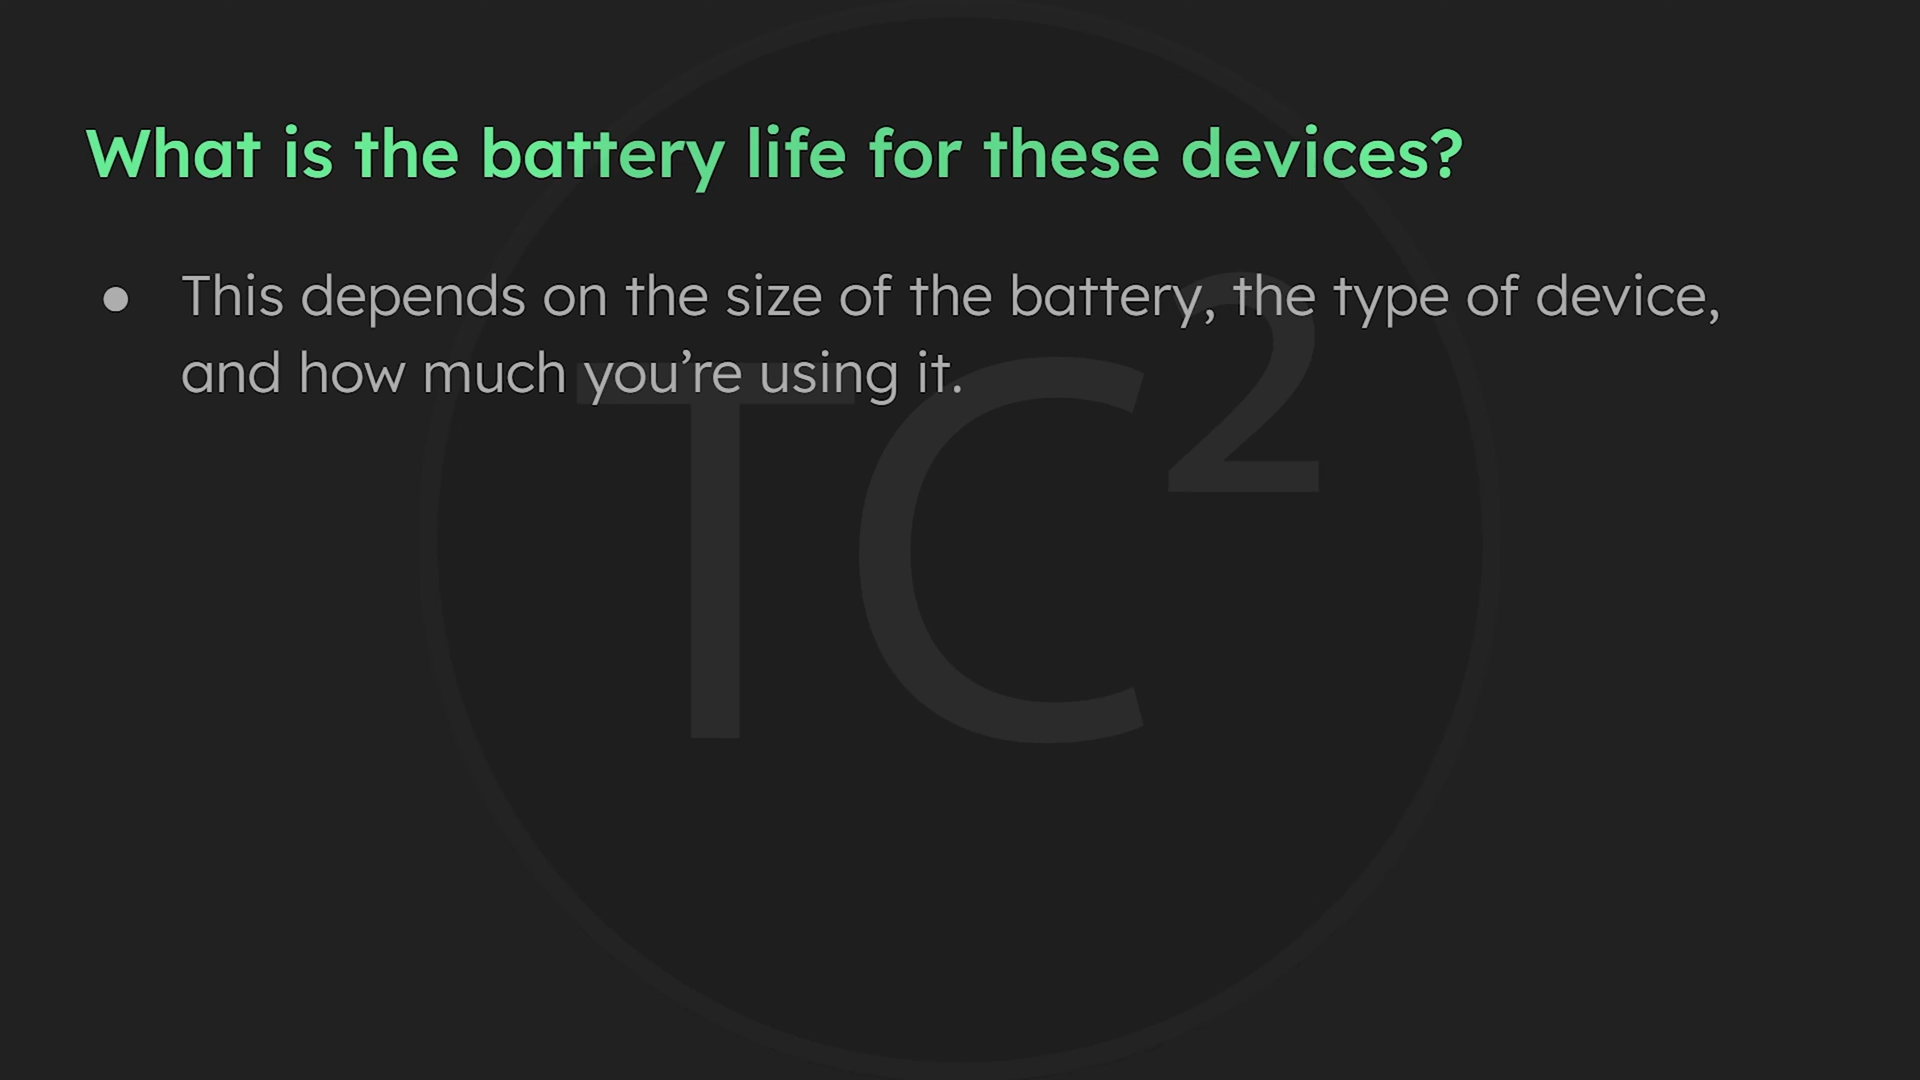 What is the battery life for these devices?
● This depends on the size of the battery, the type of device,
and how much you’re using it.
TC²